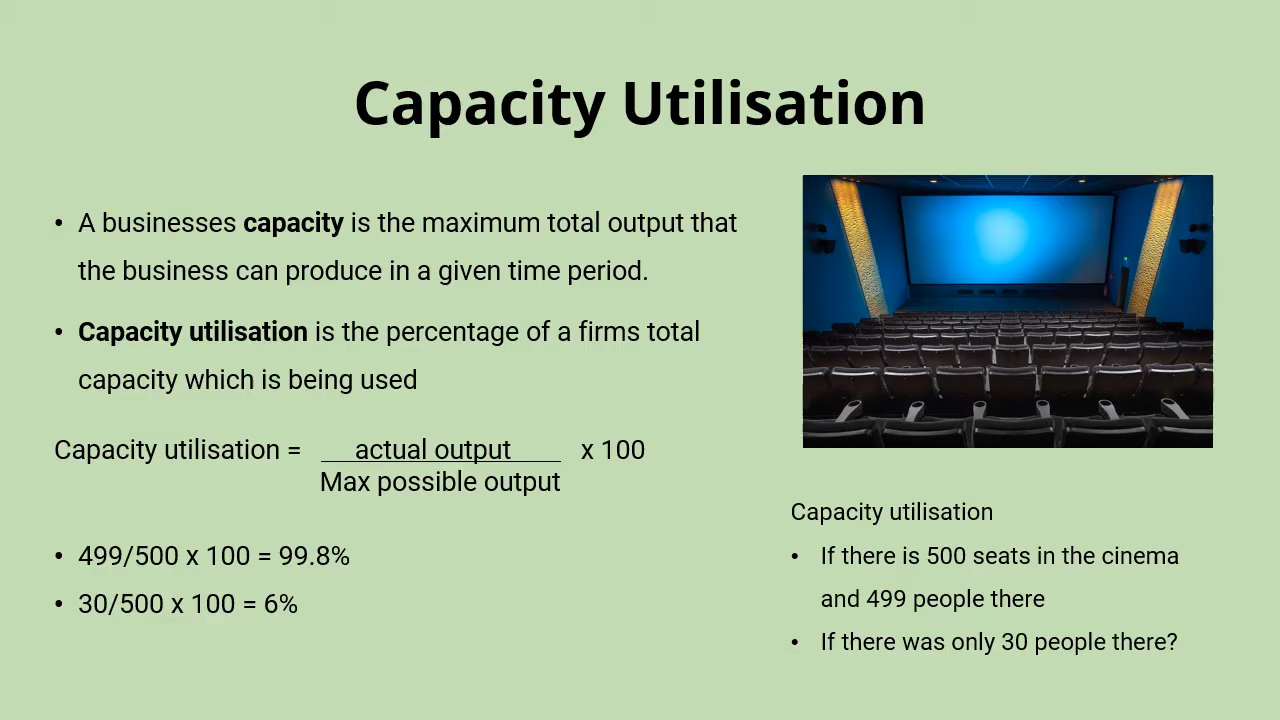 Capacity Utilisation
• A businesses capacity is the maximum total output that
the business can produce in a given time period.
• Capacity utilisation is the percentage of a firms total
capacity which is being used
Capacity utilisation = actual output x 100
Max possible output
• 499/500 x 100 = 99.8%
• 30/500 x 100 = 6%
Capacity utilisation
• If there is 500 seats in the cinema
and 499 people there
• If there was only 30 people there?